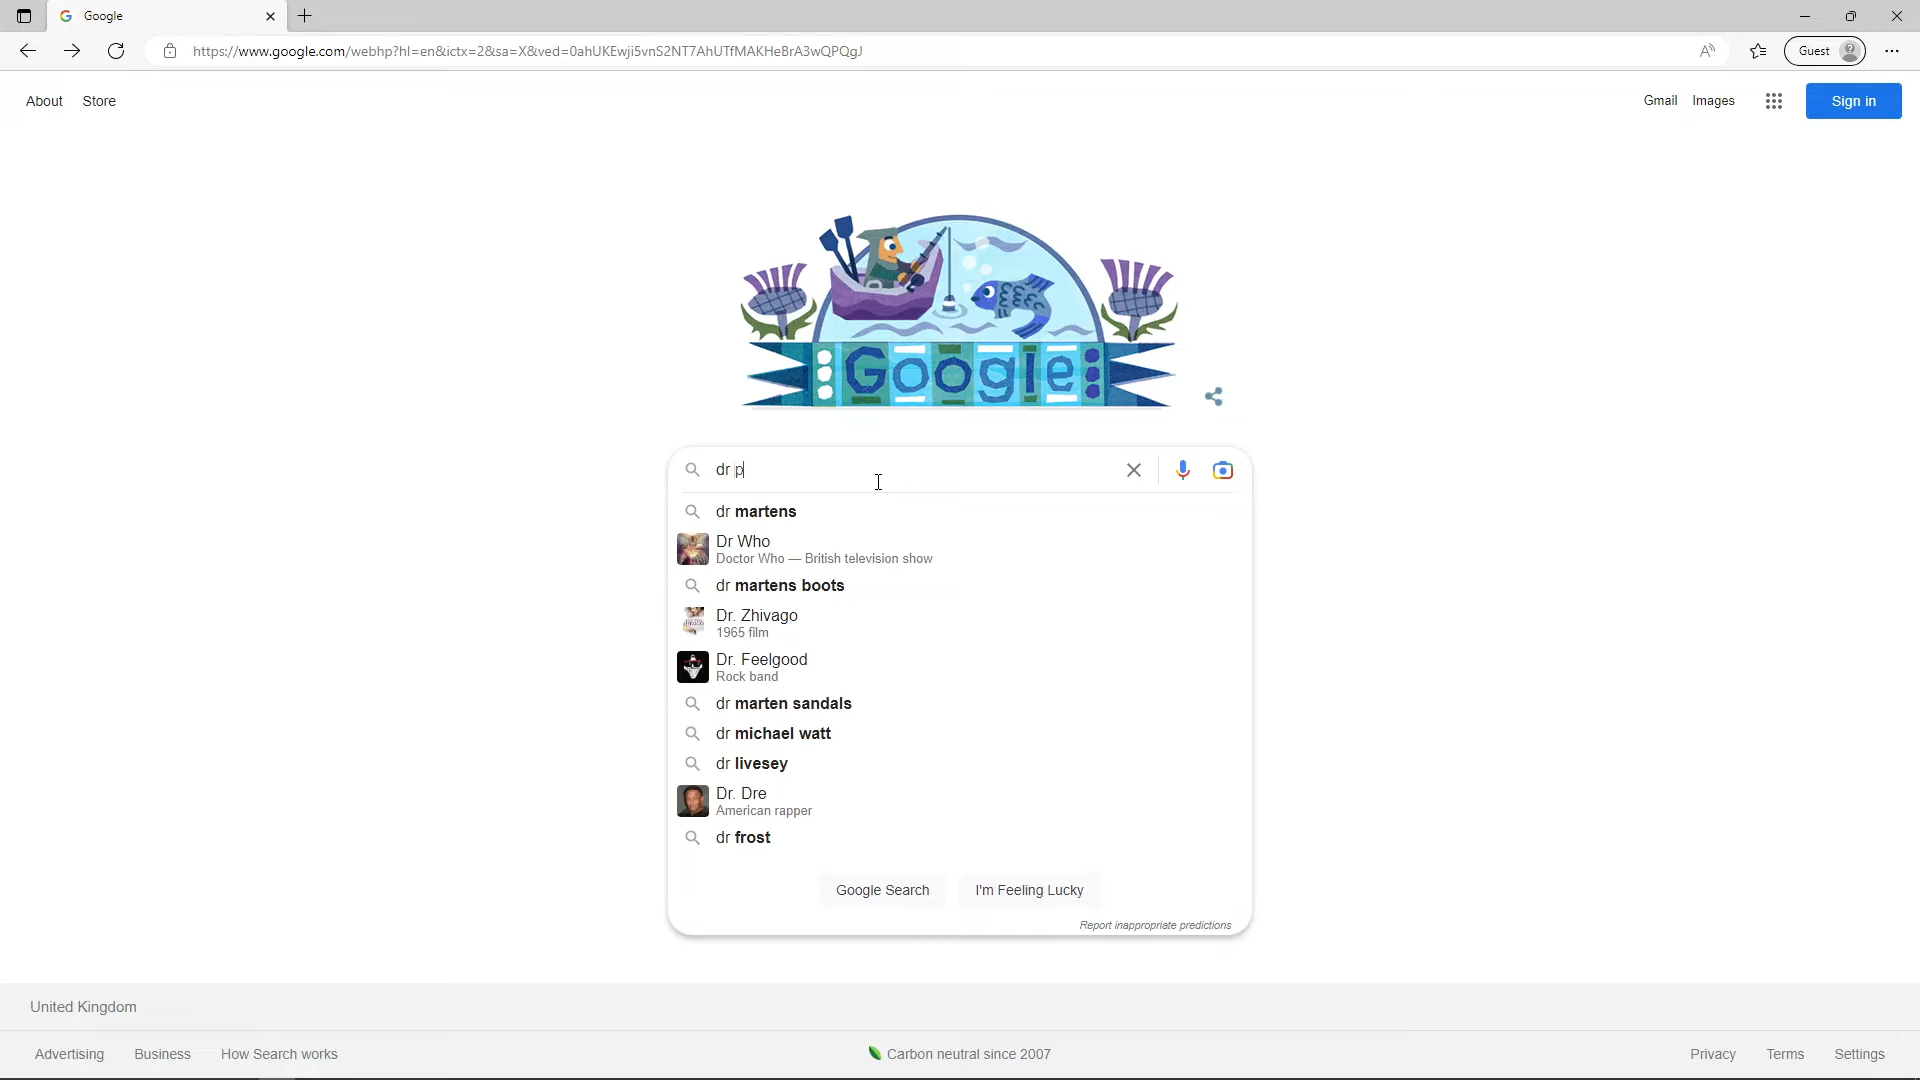 Google
https://www.google.com/webhp?hl=en&ictx=2&sa=X&ved=0ahUKEwji5vnS2NT7AhUTfMAKHeBrA3wQPQgJ
Guest
About Store
Gmail Images Sign in
Google
dr p
dr martens
Dr Who
Doctor Who — British television show
dr martens boots
Dr. Zhivago
1965 film
Dr. Feelgood
Rock band
dr marten sandals
dr michael watt
dr livesey
Dr. Dre
American rapper
dr frost
Google Search I'm Feeling Lucky
Report inappropriate predictions
United Kingdom
Advertising Business How Search works Carbon neutral since 2007 Privacy Terms Settings